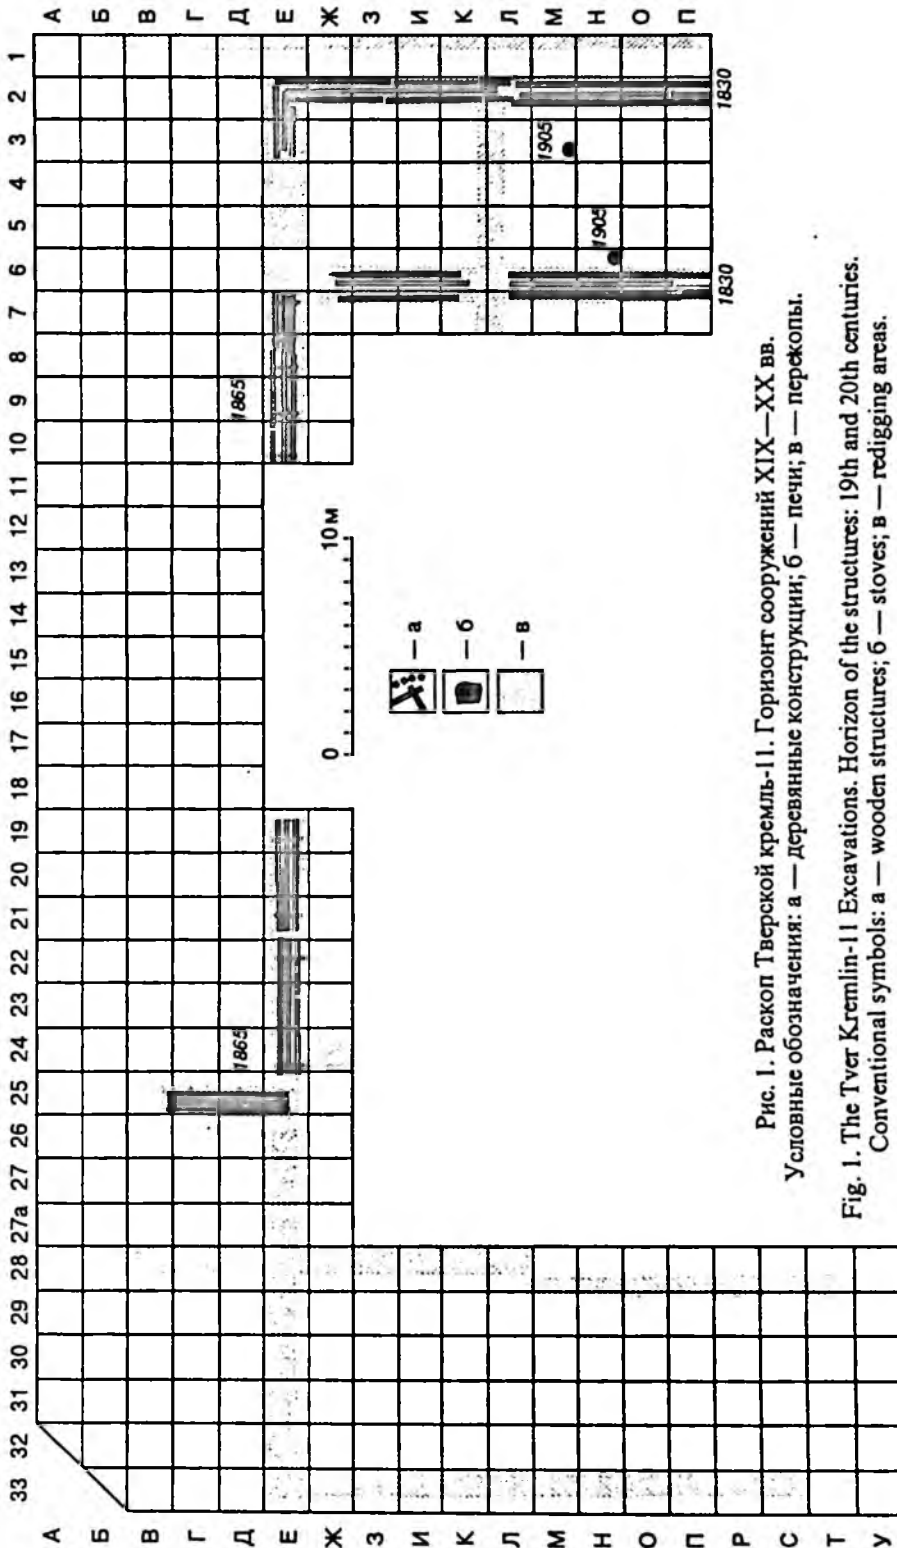 33 32 31 30 29 28 27а 27 26 25 24 23 22 21 20 19 18 17 16 15 14 13 12 11 10 9 8 7 6 5 4 3 2 1
А А
Б Б
В В
Г Г
Д 1865 1865 Д
Е Е
Ж Ж
З 0 10 м З
И И
К — а К
Л — б Л
М — в 1905 М
Н 1905 Н
О О
П П
1830 1830
Р
С
Т
У
Рис. 1. Раскоп Тверской кремль-11. Горизонт сооружений XIX—XX вв.
Условные обозначения: а — деревянные конструкции; б — печи; в — перекопы.
Fig. 1. The Tver Kremlin-11 Excavations. Horizon of the structures: 19th and 20th centuries.
Conventional symbols: а — wooden structures; б — stoves; в — redigging areas.